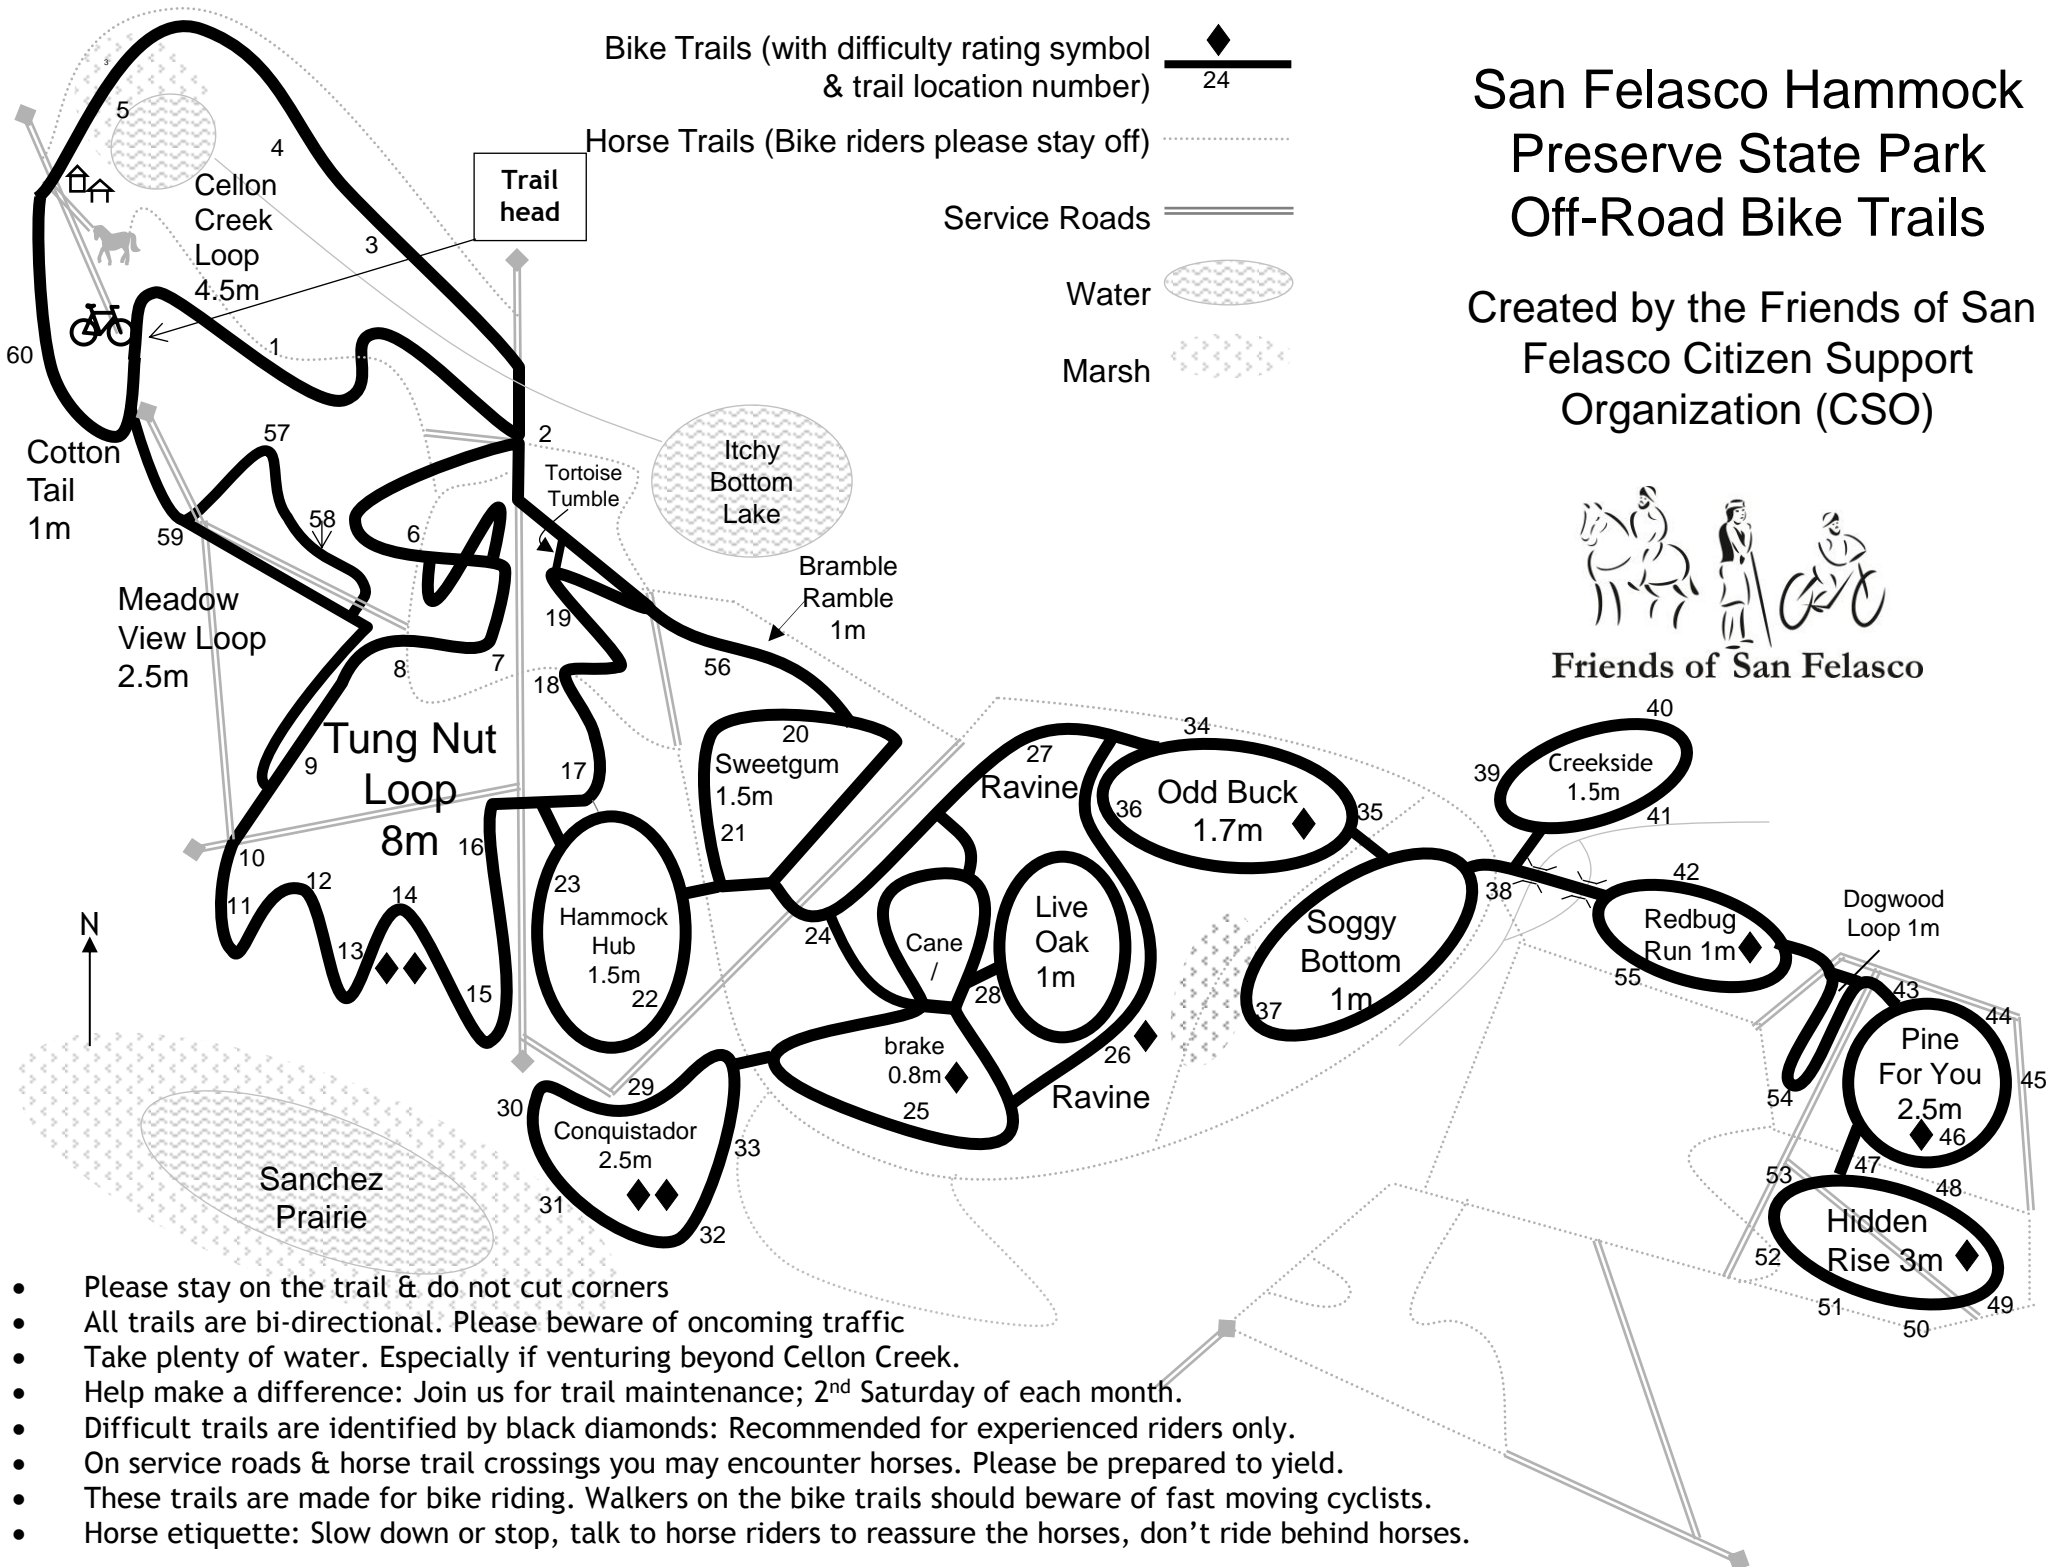 Bike Trails (with difficulty rating symbol
& trail location number)
24
Horse Trails (Bike riders please stay off)
Service Roads
Water
Marsh
San Felasco Hammock
Preserve State Park
Off-Road Bike Trails
Created by the Friends of San
Felasco Citizen Support
Organization (CSO)
Friends of San Felasco
Trail
head
3
5
4
Cellon
Creek
Loop
4.5m
3
1
60
2
Cotton
Tail
1m
57
58
59
6
Tortoise
Tumble
Itchy
Bottom
Lake
Bramble
Ramble
1m
Meadow
View Loop
2.5m
8
7
19
18
56
9
Tung Nut
Loop
8m
17
16
10
11
12
13
14
15
20
Sweetgum
1.5m
21
23
Hammock
Hub
1.5m
22
24
27
Ravine
Cane
/
brake
0.8m
25
28
Live
Oak
1m
26
Ravine
34
Odd Buck
1.7m
36
35
Soggy
Bottom
1m
37
38
39
40
Creekside
1.5m
41
42
Redbug
Run 1m
55
Dogwood
Loop 1m
43
44
Pine
For You
2.5m
45
46
54
47
48
53
Hidden
Rise 3m
52
51
50
49
N
29
30
Conquistador
2.5m
33
31
32
Sanchez
Prairie
• Please stay on the trail & do not cut corners
• All trails are bi-directional. Please beware of oncoming traffic
• Take plenty of water. Especially if venturing beyond Cellon Creek.
• Help make a difference: Join us for trail maintenance; 2nd Saturday of each month.
• Difficult trails are identified by black diamonds: Recommended for experienced riders only.
• On service roads & horse trail crossings you may encounter horses. Please be prepared to yield.
• These trails are made for bike riding. Walkers on the bike trails should beware of fast moving cyclists.
• Horse etiquette: Slow down or stop, talk to horse riders to reassure the horses, don't ride behind horses.